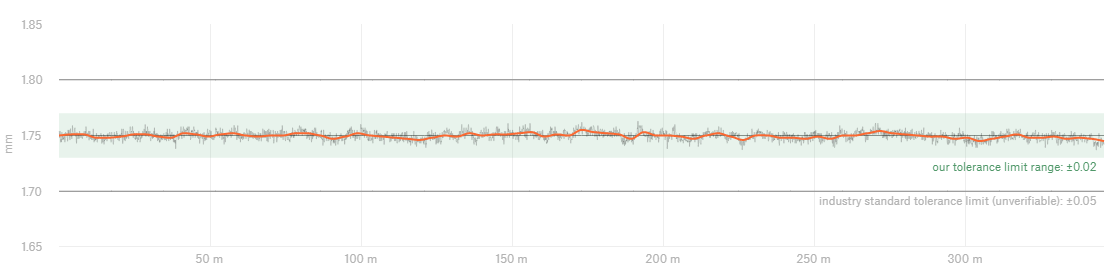 1.85
1.80
1.75
mm
our tolerance limit range: ±0.02
1.70
industry standard tolerance limit (unverifiable): ±0.05
1.65
50 m
100 m
150 m
200 m
250 m
300 m